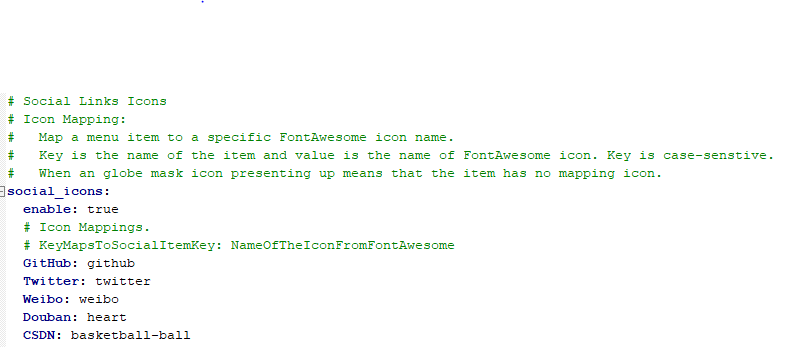 # Social Links Icons
# Icon Mapping:
#   Map a menu item to a specific FontAwesome icon name.
#   Key is the name of the item and value is the name of FontAwesome icon. Key is case-senstive.
#   When an globe mask icon presenting up means that the item has no mapping icon.
social_icons:
  enable: true
  # Icon Mappings.
  # KeyMapsToSocialItemKey: NameOfTheIconFromFontAwesome
  GitHub: github
  Twitter: twitter
  Weibo: weibo
  Douban: heart
  CSDN: basketball-ball